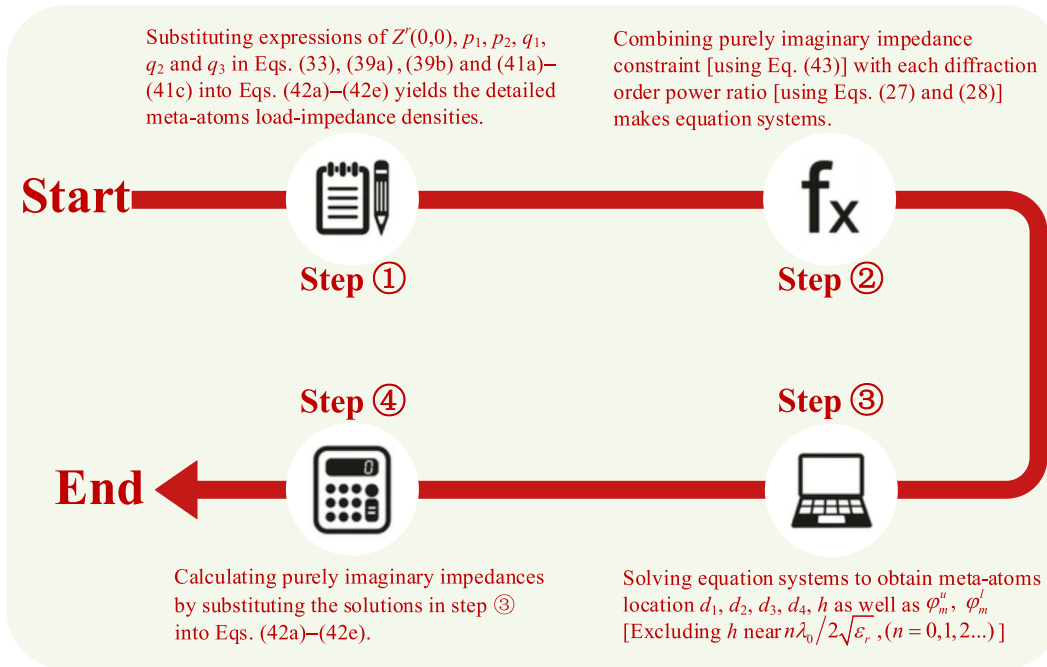 Substituting expressions of Zʳ(0,0), p₁, p₂, q₁,
q₂ and q₃ in Eqs. (33), (39a) , (39b) and (41a)–
(41c) into Eqs. (42a)–(42e) yields the detailed
meta-atoms load-impedance densities.
Combining purely imaginary impedance
constraint [using Eq. (43)] with each diffraction
order power ratio [using Eqs. (27) and (28)]
makes equation systems.
Start
fx
Step ①
Step ②
Step ④
Step ③
End
0
Calculating purely imaginary impedances
by substituting the solutions in step ③
into Eqs. (42a)–(42e).
Solving equation systems to obtain meta-atoms
location d₁, d₂, d₃, d₄, h as well as φₘᵘ, φₘˡ
[Excluding h near nλ₀/2√εᵣ ,(n = 0,1,2...) ]